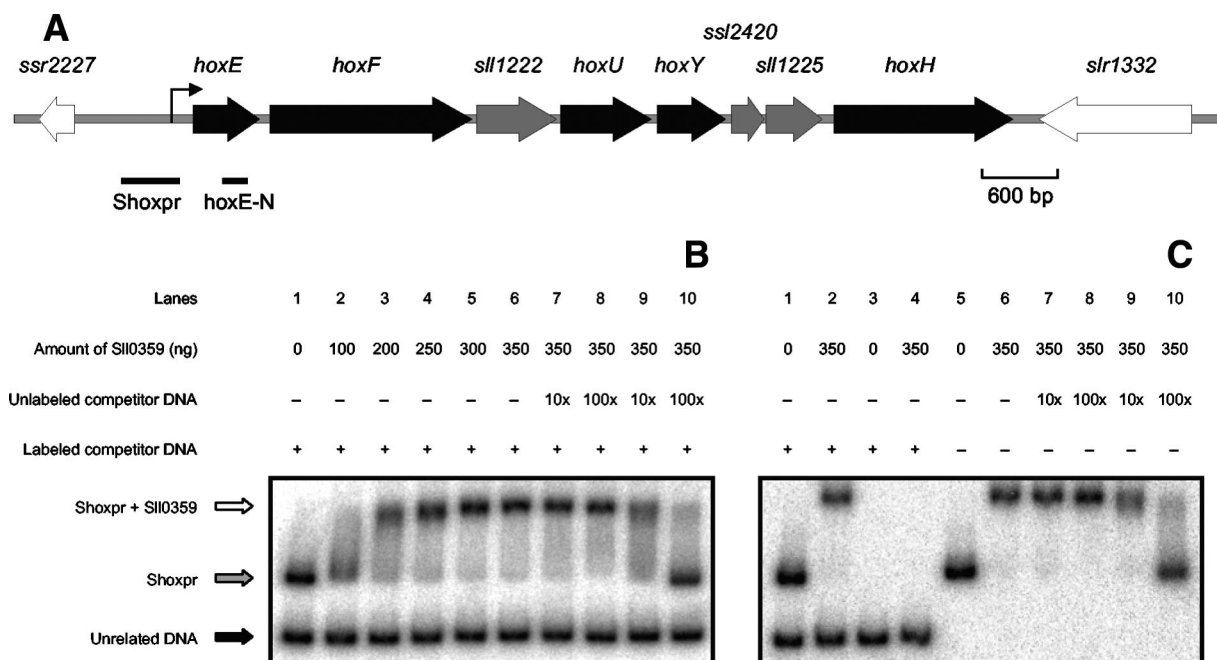 A
ssl2420
ssr2227 hoxE hoxF sll1222 hoxU hoxY sll1225 hoxH slr1332
Shoxpr hoxE-N 600 bp
B C
Lanes 1 2 3 4 5 6 7 8 9 10 1 2 3 4 5 6 7 8 9 10
Amount of Sll0359 (ng) 0 100 200 250 300 350 350 350 350 350 0 350 0 350 0 350 350 350 350 350
Unlabeled competitor DNA – – – – – – 10x 100x 10x 100x – – – – – – 10x 100x 10x 100x
Labeled competitor DNA + + + + + + + + + + + + + + – – – – – –
Shoxpr + Sll0359
Shoxpr
Unrelated DNA